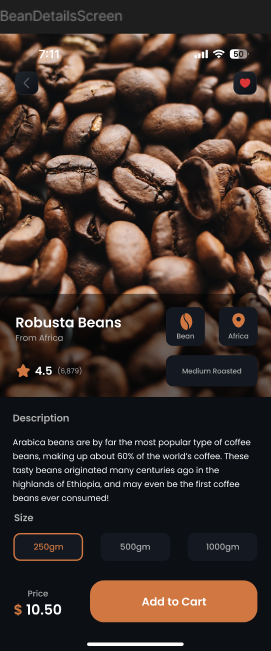 BeanDetailsScreen
7:11
50
Robusta Beans
From Africa
Bean
Africa
4.5 (6,879)
Medium Roasted
Description
Arabica beans are by far the most popular type of coffee
beans, making up about 60% of the world's coffee. These
tasty beans originated many centuries ago in the
highlands of Ethiopia, and may even be the first coffee
beans ever consumed!
Size
250gm
500gm
1000gm
Price
$ 10.50
Add to Cart